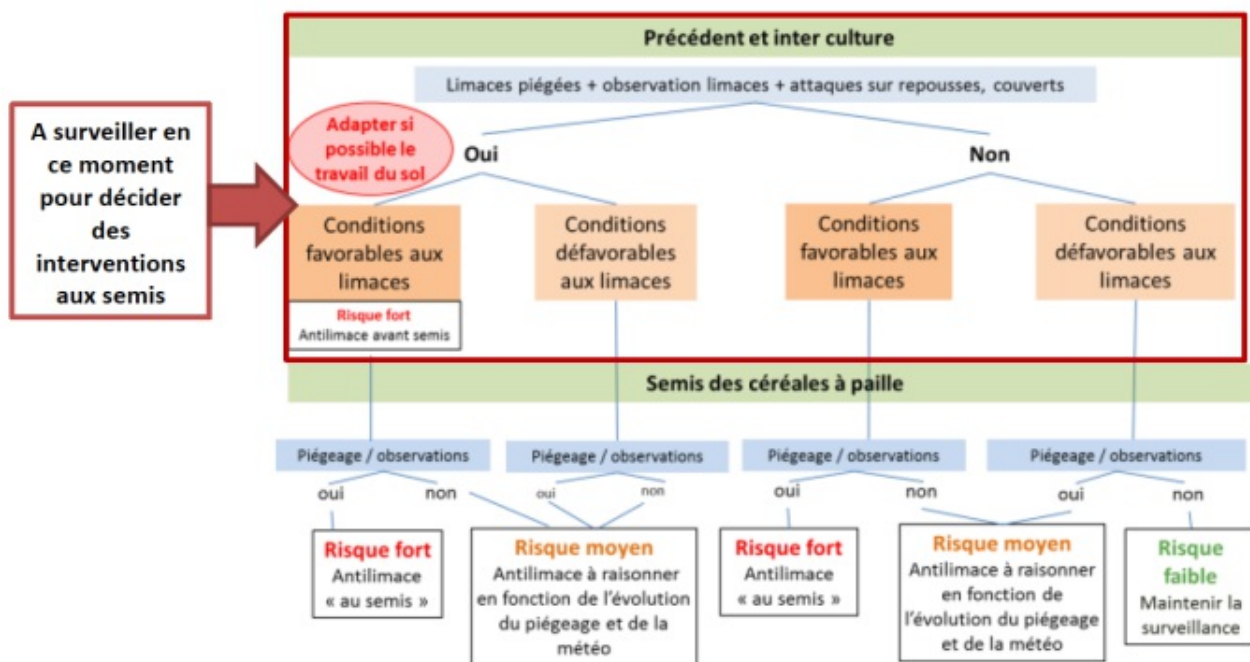 Précédent et inter culture
Limaces piégées + observation limaces + attaques sur repousses, couverts
A surveiller en
ce moment
pour décider
des
interventions
aux semis
Adapter si
possible le
travail du sol
Oui
Non
Conditions
favorables aux
limaces
Risque fort
Antilimace avant semis
Conditions
défavorables
aux limaces
Conditions
favorables aux
limaces
Conditions
défavorables aux
limaces
Semis des céréales à paille
Piégeage / observations
Piégeage / observations
Piégeage / observations
Piégeage / observations
oui
non
oui
non
oui
non
oui
non
Risque fort
Antilimace
« au semis »
Risque moyen
Antilimace à raisonner
en fonction de l'évolution
du piégeage et de la
météo
Risque fort
Antilimace
« au semis »
Risque moyen
Antilimace à raisonner
en fonction de
l'évolution du piégeage
et de la météo
Risque
faible
Maintenir la
surveillance